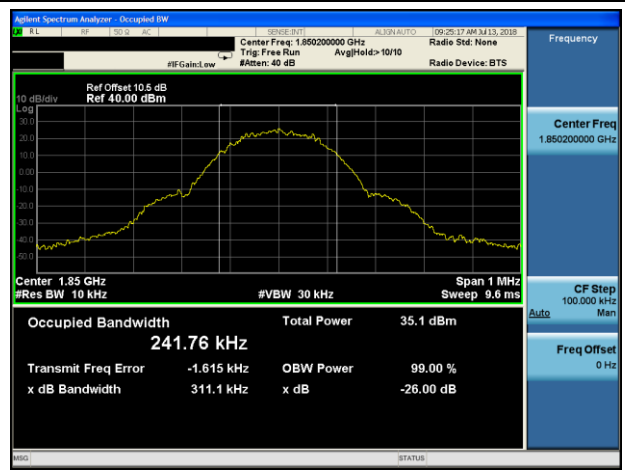 Agilent Spectrum Analyzer - Occupied BW
RL RF 50 Ω AC SENSE:INT ALIGN AUTO 09:25:17 AM Jul 13, 2018
Center Freq: 1.850200000 GHz Radio Std: None
Trig: Free Run Avg|Hold:>10/10
#IFGain:Low #Atten: 40 dB Radio Device: BTS
Frequency
Ref Offset 10.5 dB
10 dB/div Ref 40.00 dBm
Log
30.0
20.0
10.0
0.00
-10.0
-20.0
-30.0
-40.0
-50.0
Center 1.85 GHz Span 1 MHz
#Res BW 10 kHz #VBW 30 kHz Sweep 9.6 ms
Occupied Bandwidth Total Power 35.1 dBm
241.76 kHz
Transmit Freq Error -1.615 kHz OBW Power 99.00 %
x dB Bandwidth 311.1 kHz x dB -26.00 dB
Center Freq
1.850200000 GHz
CF Step
100.000 kHz
Auto Man
Freq Offset
0 Hz
MSG STATUS